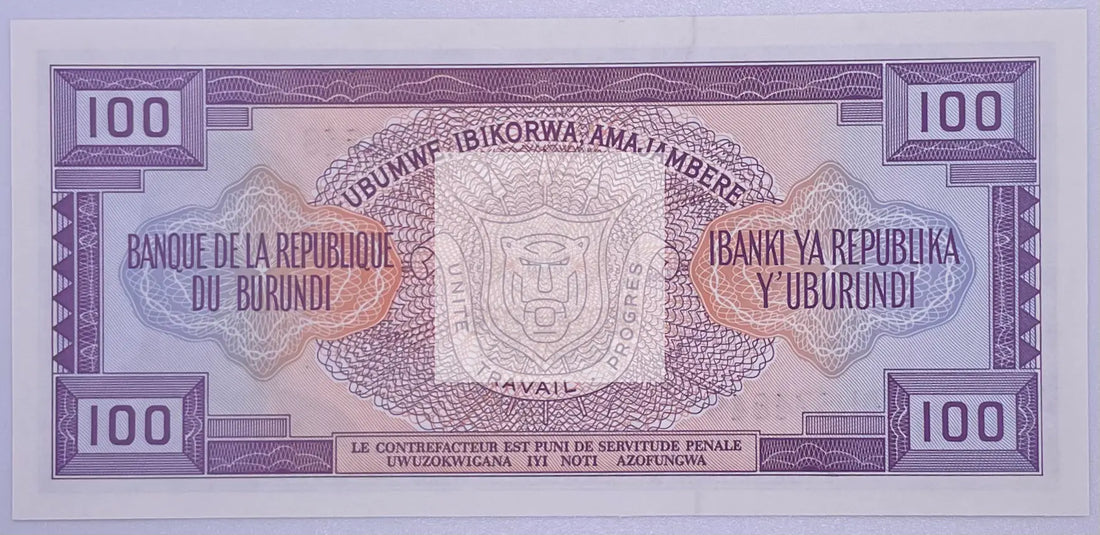 100
100
UBUMWE IBIKORWA, AMAJAMBERE
BANQUE DE LA REPUBLIQUE
DU BURUNDI
IBANKI YA REPUBLIKA
Y'UBURUNDI
UNITE TRAVAIL PROGRES
100
100
LE CONTREFACTEUR EST PUNI DE SERVITUDE PENALE
UWUZOKWIGANA IYI NOTI AZOFUNGWA